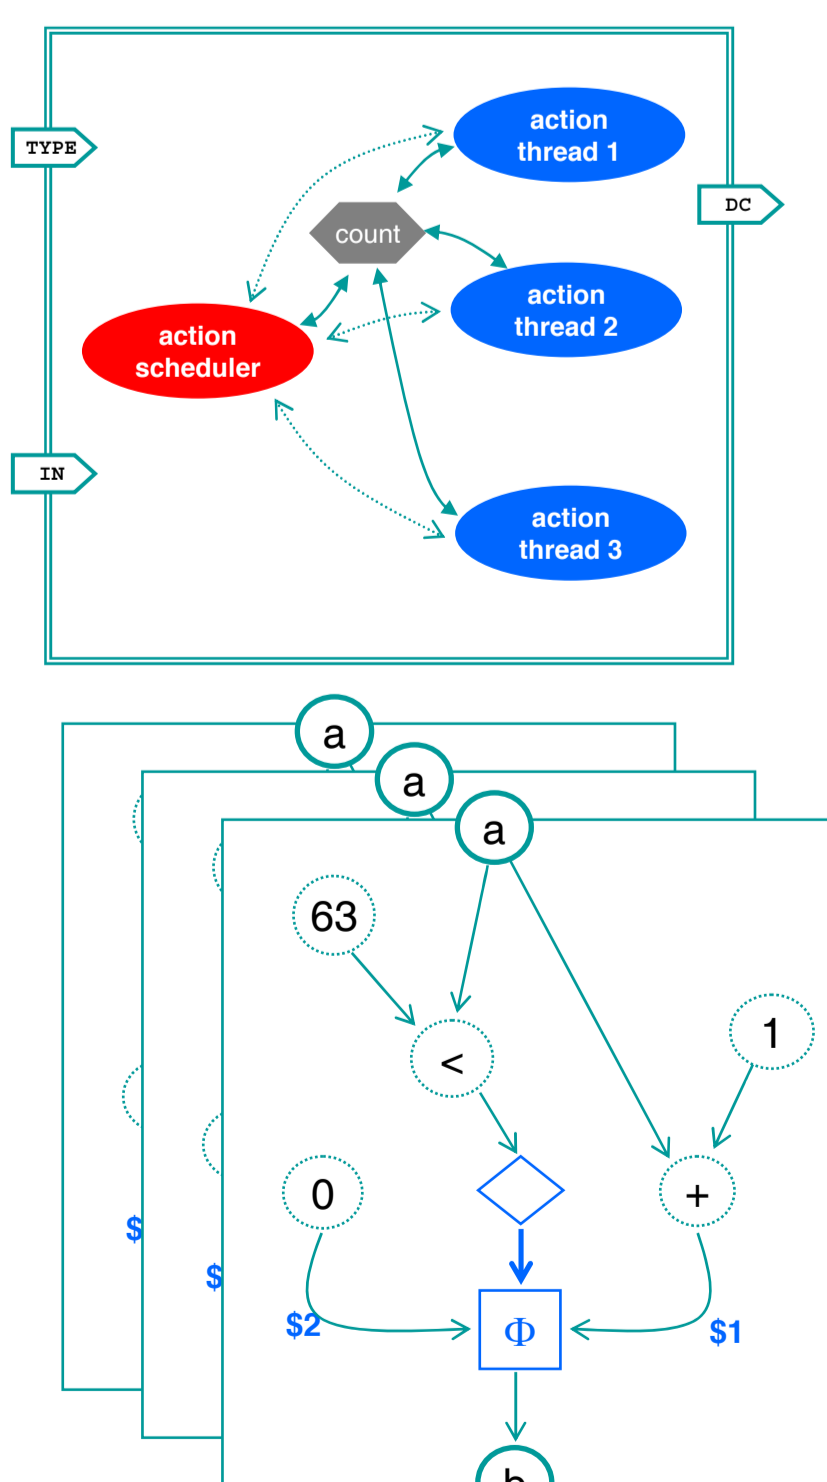 action
thread 1
TYPE
DC
count
action
thread 2
action
scheduler
IN
action
thread 3
a
a
a
63
1
<
0
+
$
$
$2
Φ
$1
b